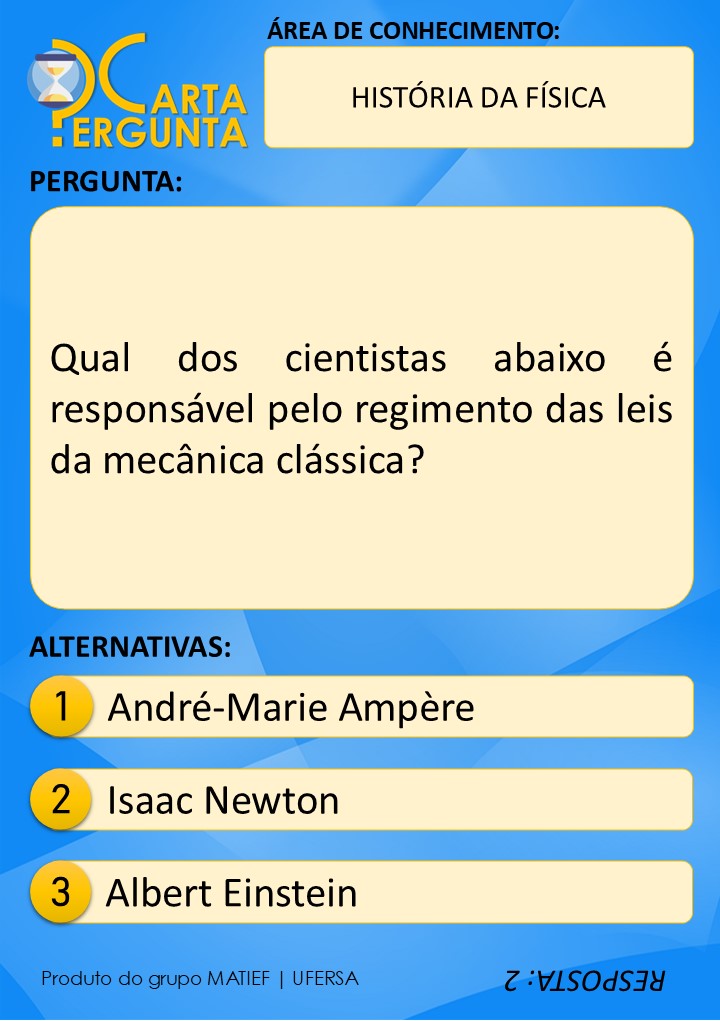 CARTA
PERGUNTA
ÁREA DE CONHECIMENTO:
HISTÓRIA DA FÍSICA
PERGUNTA:
Qual dos cientistas abaixo é
responsável pelo regimento das leis
da mecânica clássica?
ALTERNATIVAS:
1 André-Marie Ampère
2 Isaac Newton
3 Albert Einstein
Produto do grupo MATIEF | UFERSA
RESPOSTA: 2